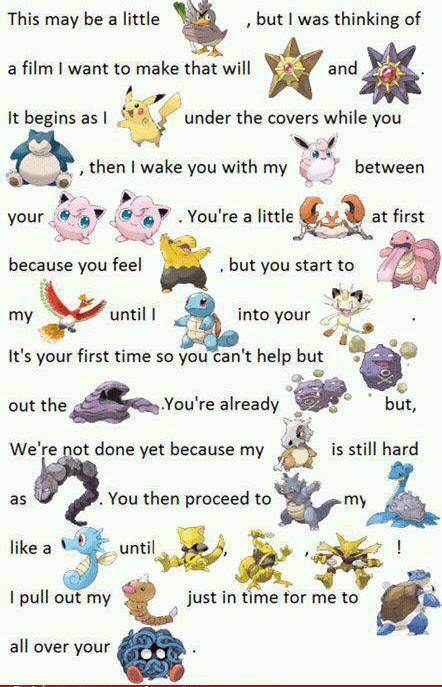 This may be a little , but I was thinking of
a film I want to make that will and .
It begins as I under the covers while you
, then I wake you with my between
your . You're a little at first
because you feel , but you start to
my until I into your .
It's your first time so you can't help but
out the .You're already but,
We're not done yet because my is still hard
as . You then proceed to my
like a until , , !
I pull out my just in time for me to
all over your .